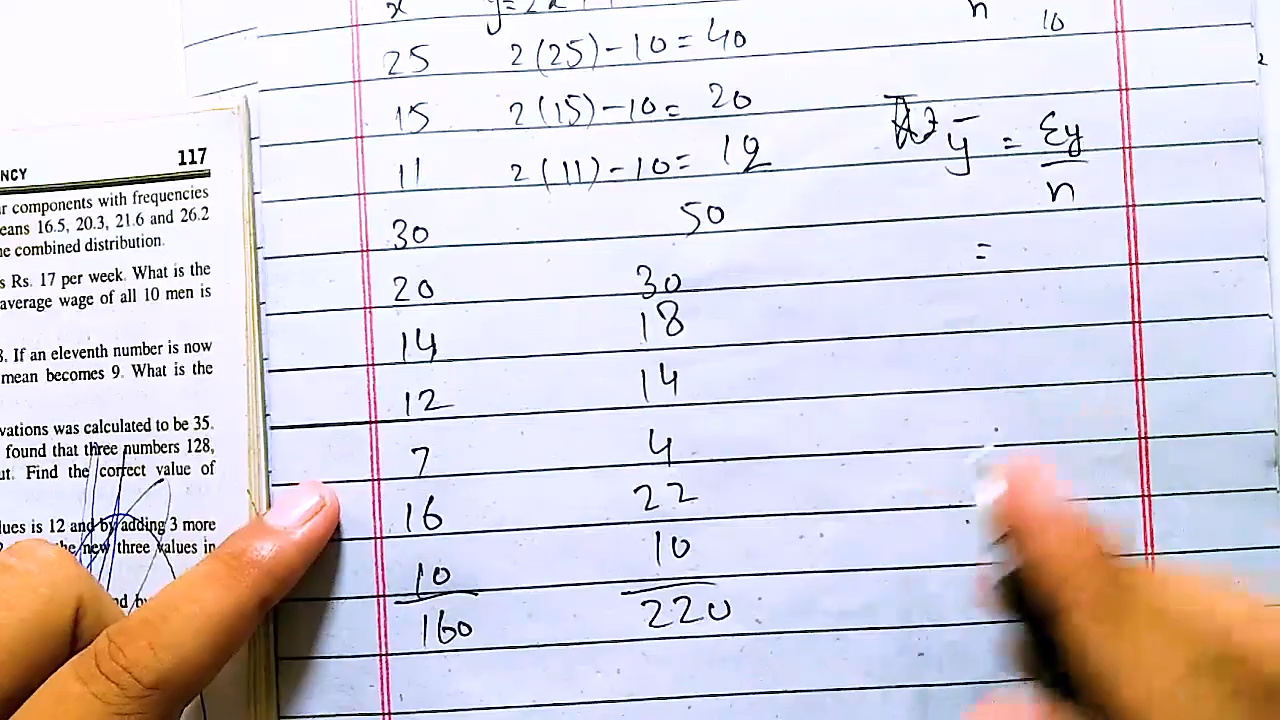 117
NCY
r components with frequencies
eans 16.5, 20.3, 21.6 and 26.2
e combined distribution.
s Rs. 17 per week. What is the
average wage of all 10 men is
3. If an eleventh number is now
mean becomes 9. What is the
vations was calculated to be 35.
found that three numbers 128,
ut. Find the correct value of
lues is 12 and by adding 3 more
the new three values in
x
n 10
25 2(25)-10=40
15 2(15)-10=20
11 2(11)-10=12
ȳ = Σy
n
30 50
=
20 30
14 18
12 14
7 4
16 22
10 10
160 220